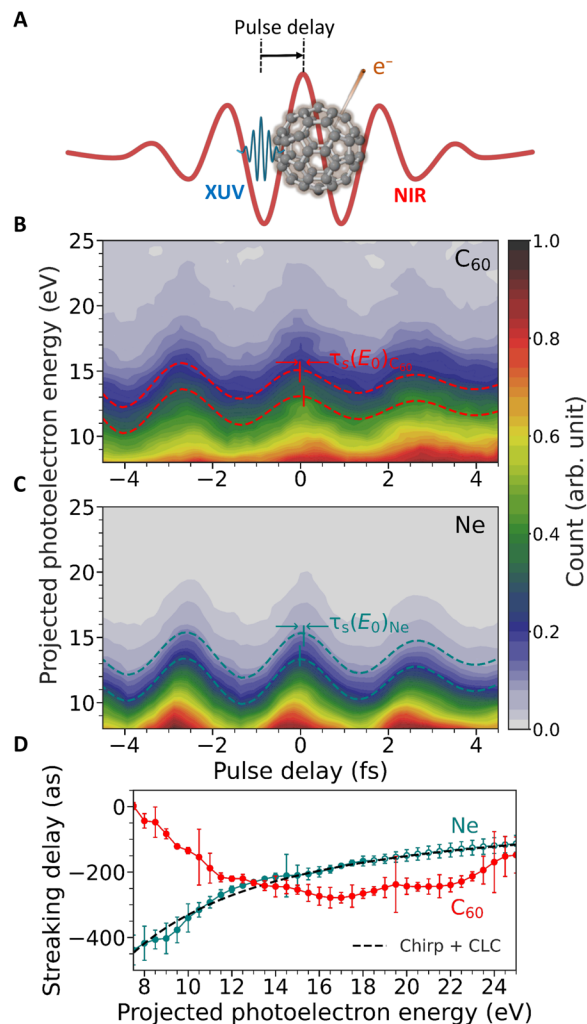 A
Pulse delay
e⁻
XUV
NIR
B
Projected photoelectron energy (eV)
25
20
15
10
C₆₀
τₛ(E₀)C₆₀
−4
−2
0
2
4
C
25
20
15
10
Ne
τₛ(E₀)Ne
−4
−2
0
2
4
Pulse delay (fs)
1.0
0.8
0.6
0.4
0.2
0.0
Count (arb. unit)
D
Streaking delay (as)
0
−200
−400
Ne
C₆₀
Chirp + CLC
8
10
12
14
16
18
20
22
24
Projected photoelectron energy (eV)